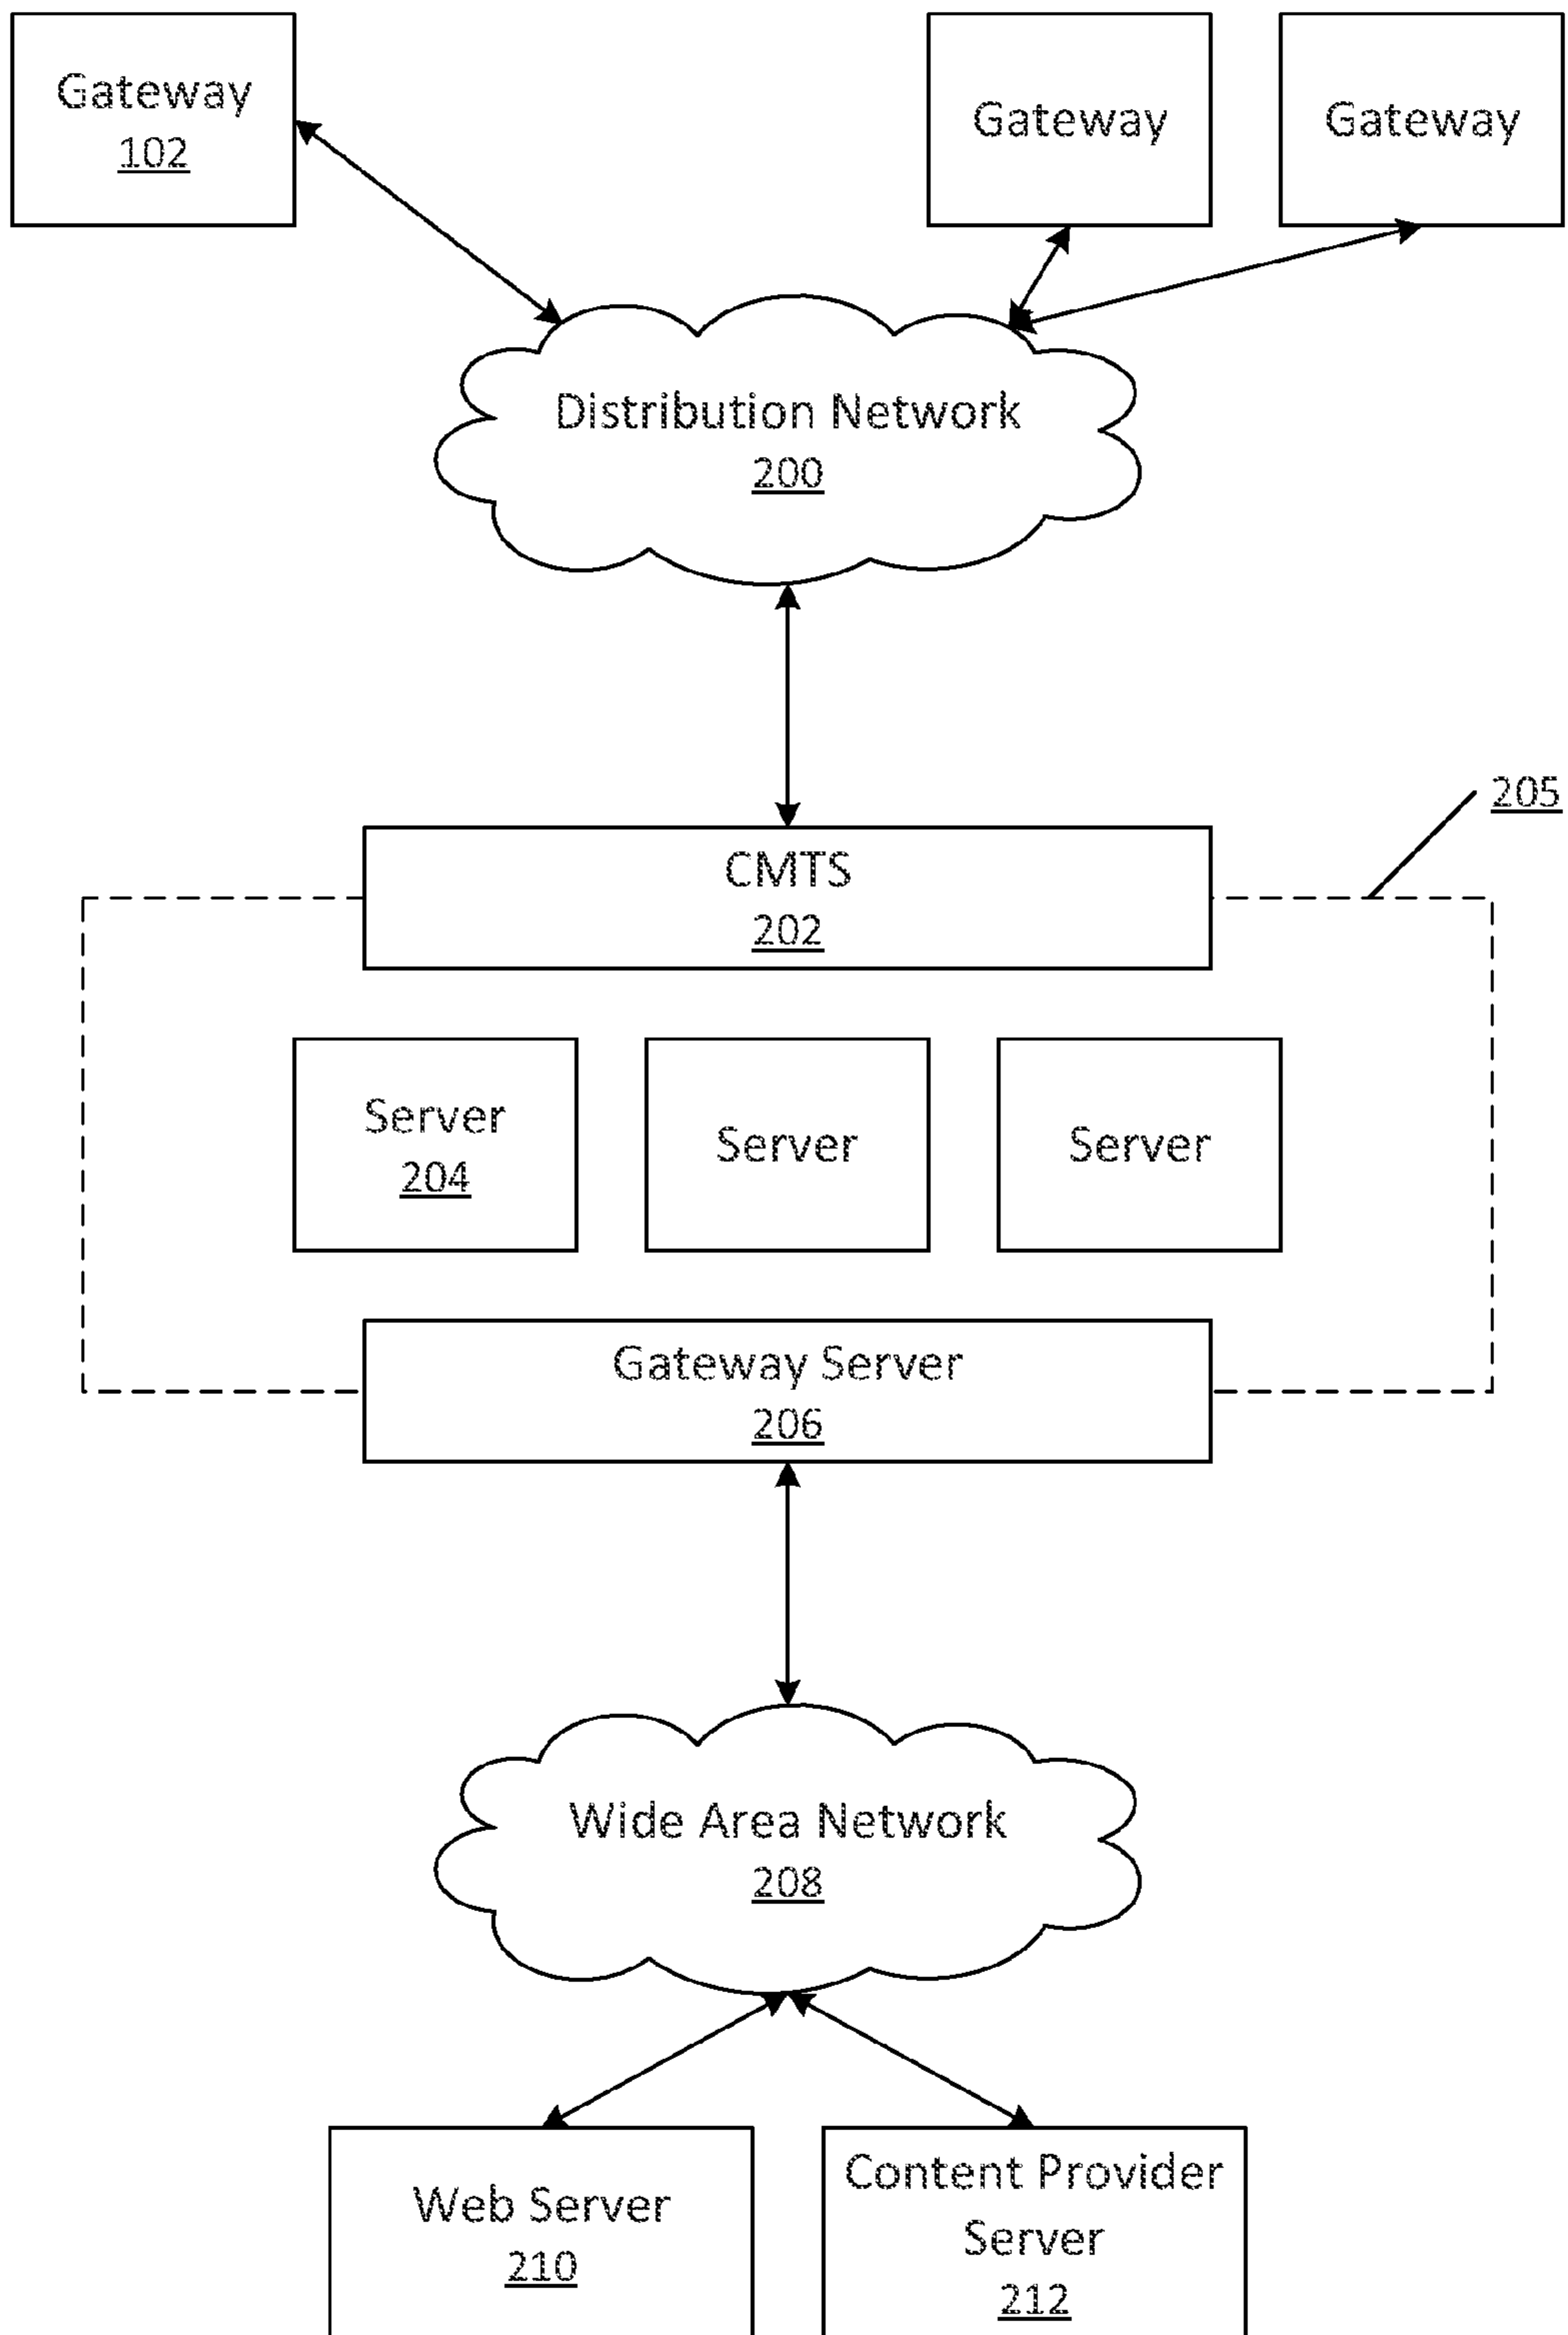 Gateway
102
Gateway
Gateway
Distribution Network
200
205
CMTS
202
Server
204
Server
Server
Gateway Server
206
Wide Area Network
208
Web Server
210
Content Provider
Server
212